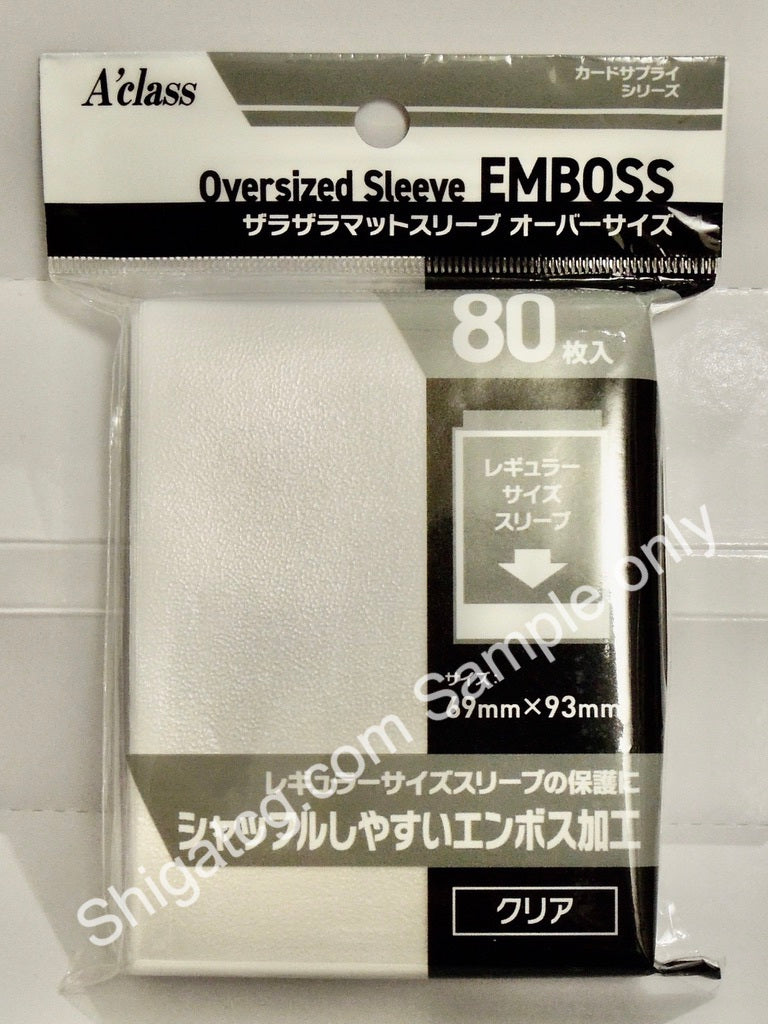 A'class
カードサプライ
シリーズ
Oversized Sleeve EMBOSS
ザラザラマットスリーブ オーバーサイズ
80枚入
レギュラー
サイズ
スリーブ
サイズ:
69mm×93mm
レギュラーサイズスリーブの保護に
シャッフルしやすいエンボス加工
クリア
Shigatcg.com Sample only